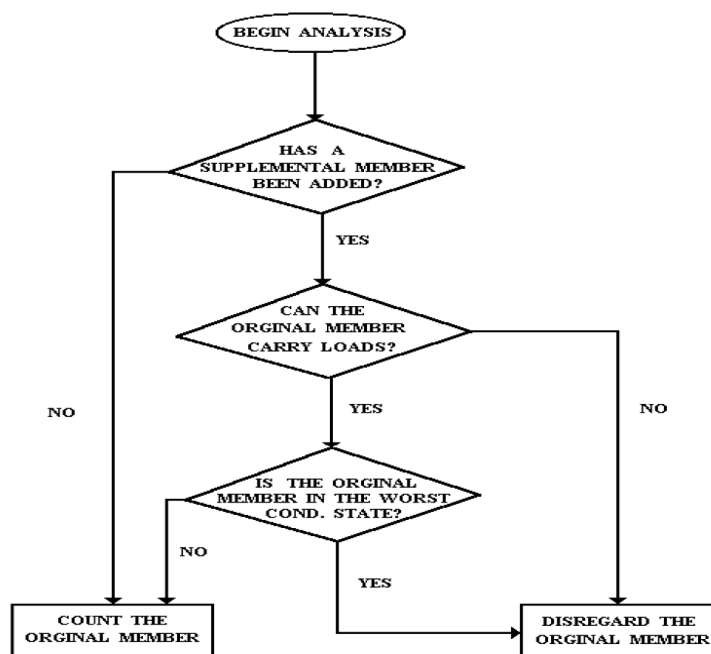 BEGIN ANALYSIS
HAS A
SUPPLEMENTAL MEMBER
BEEN ADDED?
YES
CAN THE
ORGINAL MEMBER
CARRY LOADS?
NO
YES
NO
IS THE ORGINAL
MEMBER IN THE WORST
COND. STATE?
NO
YES
COUNT THE
ORGINAL MEMBER
DISREGARD THE
ORGINAL MEMBER